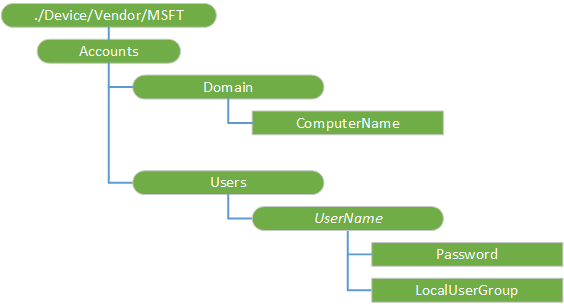 ./Device/Vendor/MSFT
Accounts
Domain
ComputerName
Users
UserName
Password
LocalUserGroup